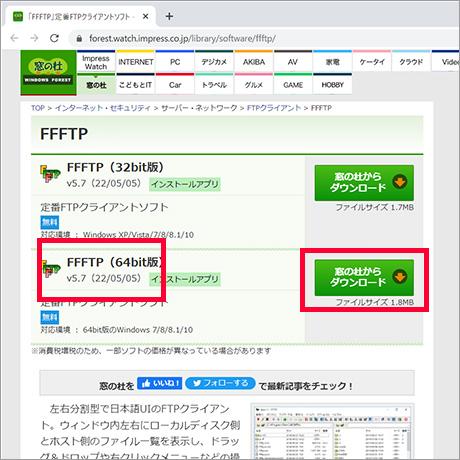 「FFFTP」定番FTPクライアントソフト -
forest.watch.impress.co.jp/library/software/ffftp/
窓の杜
WINDOWS FOREST
Impress Watch INTERNET PC デジカメ AKIBA AV 家電 ケータイ クラウド Video
窓の杜 こどもとIT Car トラベル グルメ GAME HOBBY
TOP > インターネット・セキュリティ > サーバー・ネットワーク > FTPクライアント > FFFTP
FFFTP
FFFTP（32bit版）
v5.7（22/05/05） インストールアプリ
窓の杜から
ダウンロード
ファイルサイズ 1.7MB
定番FTPクライアントソフト
無料
対応環境 : Windows XP/Vista/7/8/8.1/10
FFFTP（64bit版）
v5.7（22/05/05） インストールアプリ
窓の杜から
ダウンロード
ファイルサイズ 1.8MB
定番FTPクライアントソフト
無料
対応環境 : 64bit版のWindows 7/8/8.1/10
※消費税増税のため、一部ソフトの価格が異なっている場合があります
窓の杜を いいね！ フォローする で最新記事をチェック！
左右分割型で日本語UIのFTPクライアン
ト。ウィンドウ内左右にローカルディスク側
とホスト側のファイル一覧を表示し、ドラッ
グ＆ドロップや右クリックメニューなどの操